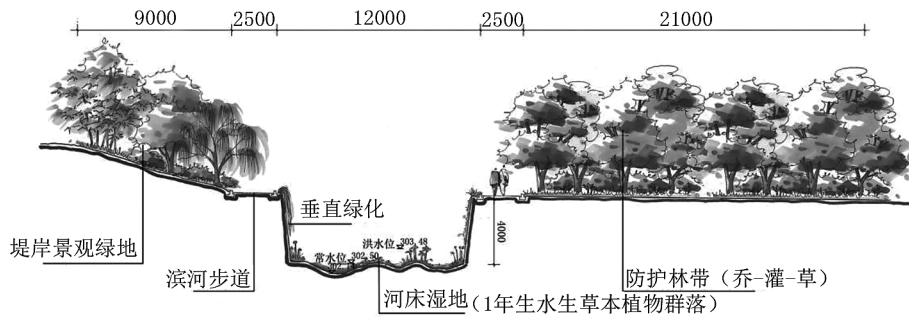 9000 2500 12000 2500 21000
垂直绿化
洪水位 303.48
常水位 302.50
4000
堤岸景观绿地
滨河步道
河床湿地(1年生水生草本植物群落)
防护林带(乔-灌-草)